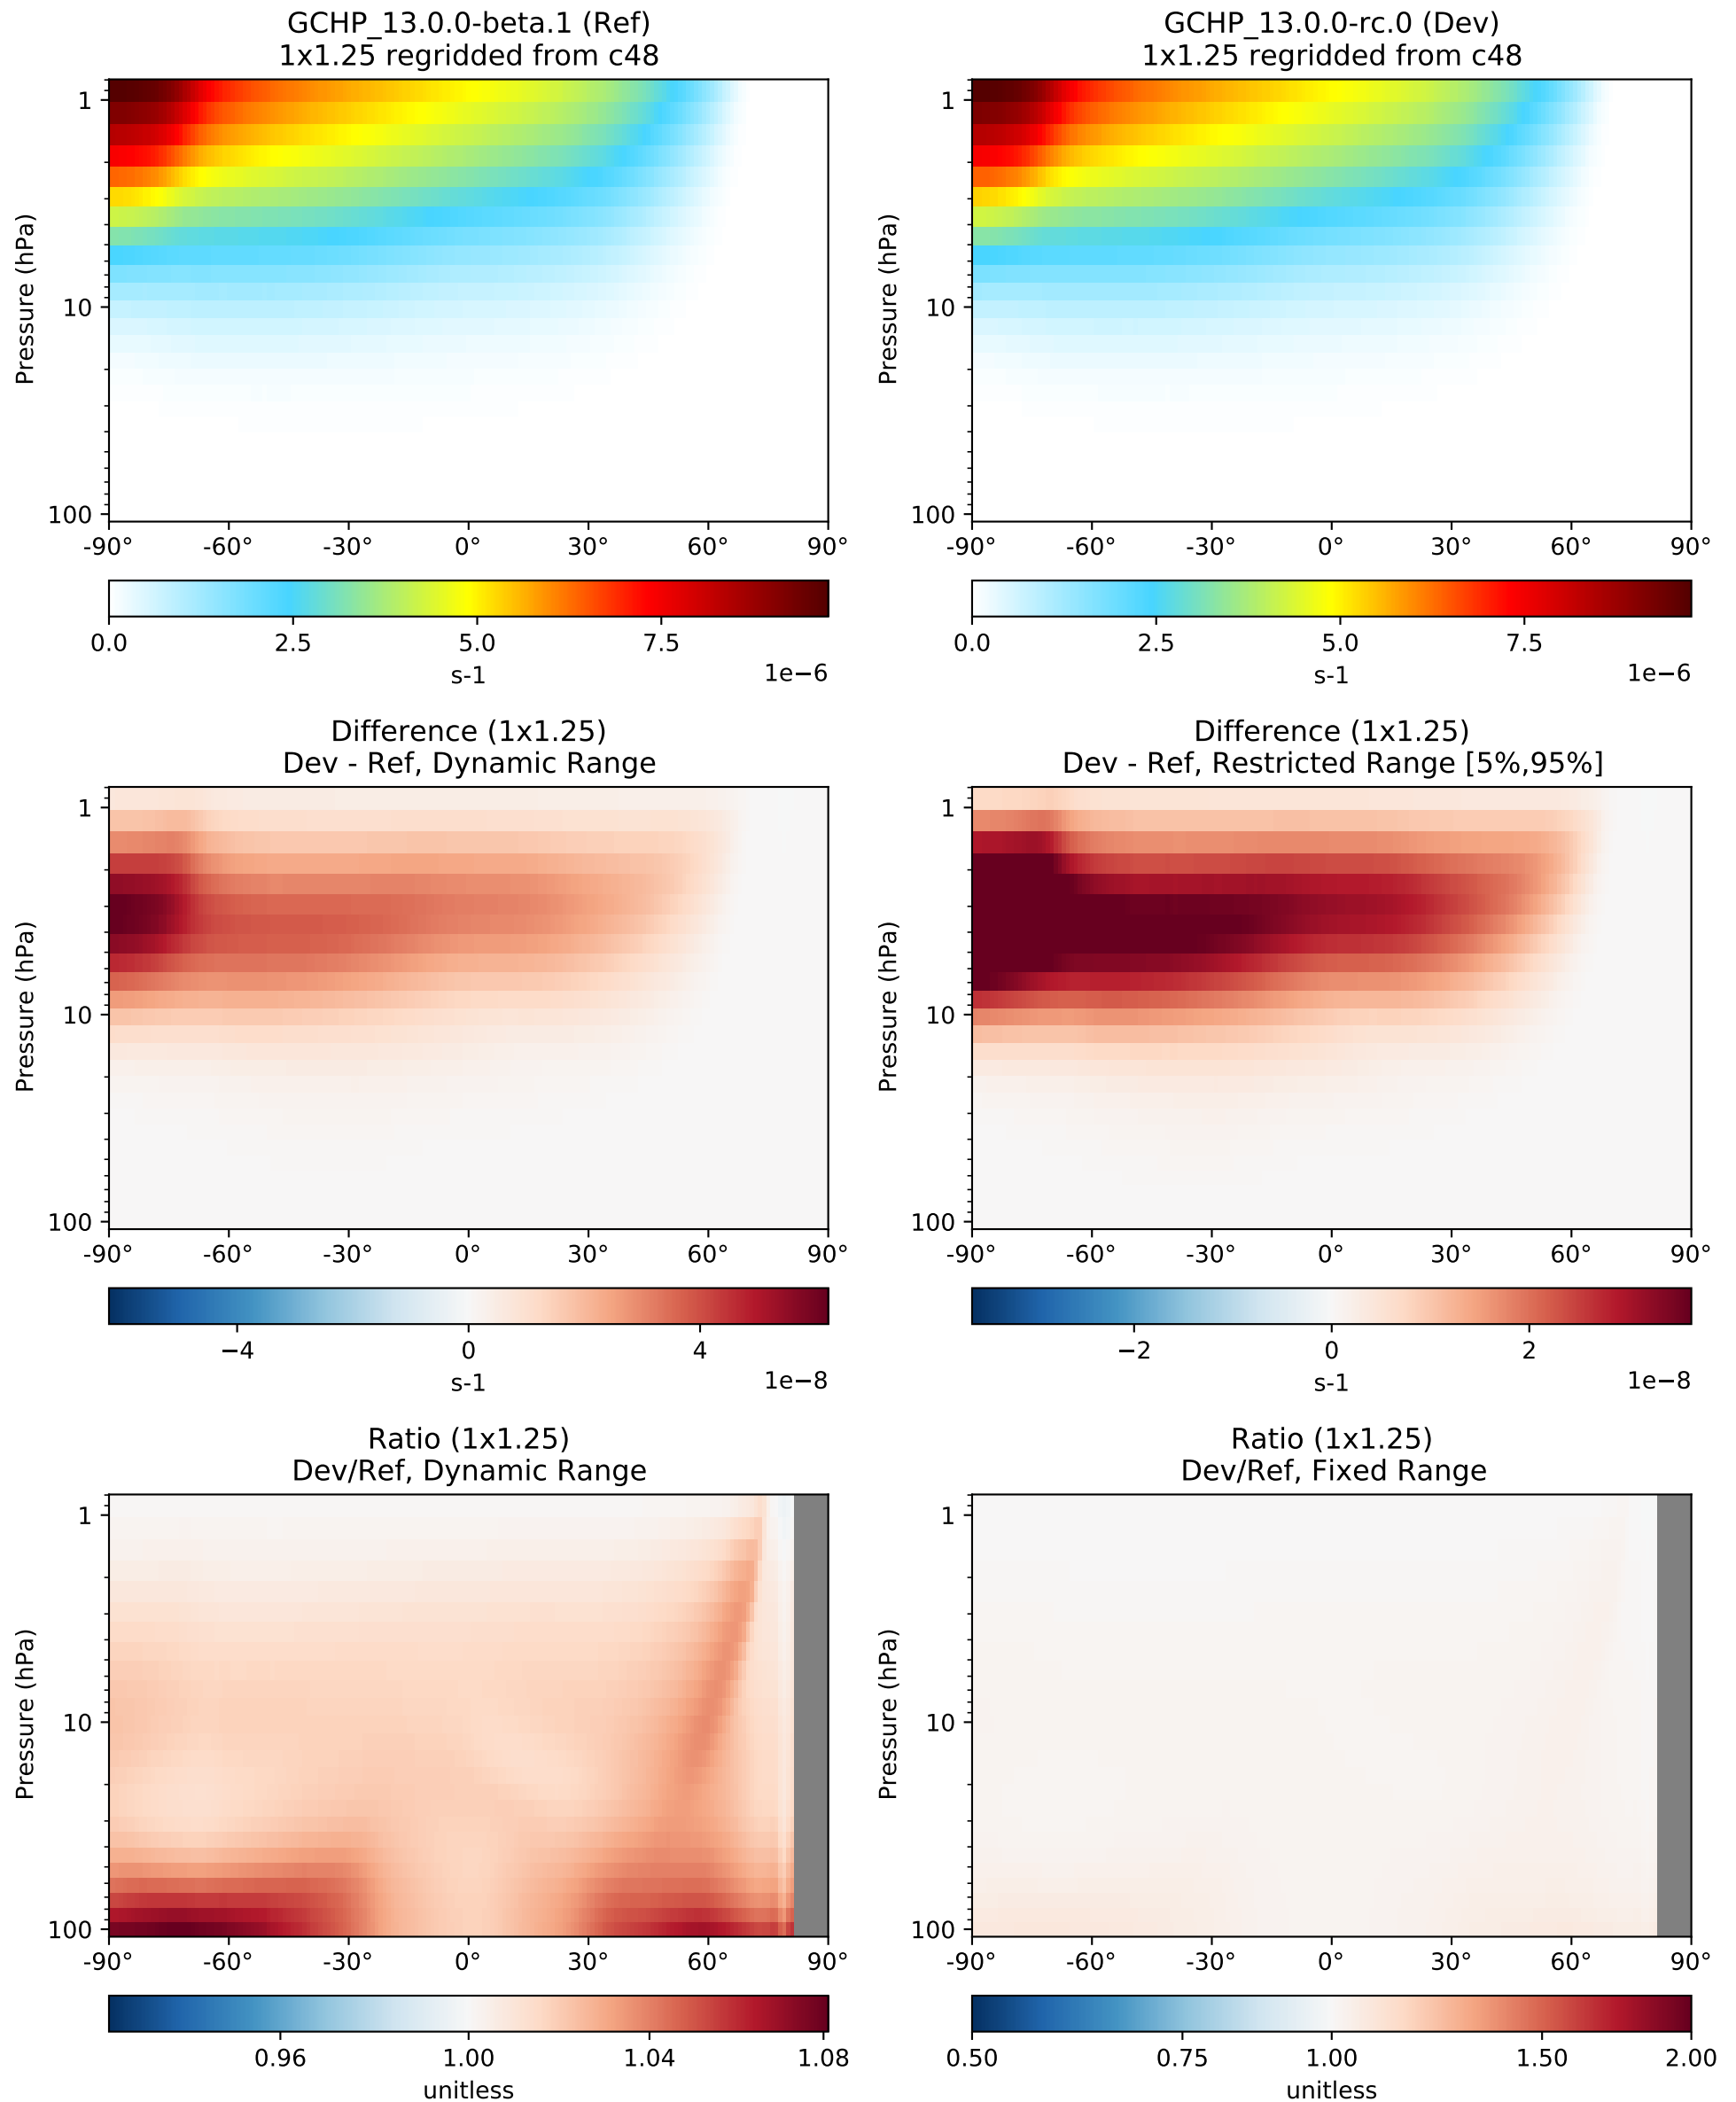 GCHP_13.0.0-beta.1 (Ref)
1x1.25 regridded from c48
Pressure (hPa)
1
10
100
-90° -60° -30° 0° 30° 60° 90°
0.0 2.5 5.0 7.5
s-1
1e−6
GCHP_13.0.0-rc.0 (Dev)
1x1.25 regridded from c48
Pressure (hPa)
1
10
100
-90° -60° -30° 0° 30° 60° 90°
0.0 2.5 5.0 7.5
s-1
1e−6
Difference (1x1.25)
Dev - Ref, Dynamic Range
Pressure (hPa)
1
10
100
-90° -60° -30° 0° 30° 60° 90°
−4 0 4
s-1
1e−8
Difference (1x1.25)
Dev - Ref, Restricted Range [5%,95%]
Pressure (hPa)
1
10
100
-90° -60° -30° 0° 30° 60° 90°
−2 0 2
s-1
1e−8
Ratio (1x1.25)
Dev/Ref, Dynamic Range
Pressure (hPa)
1
10
100
-90° -60° -30° 0° 30° 60° 90°
0.96 1.00 1.04 1.08
unitless
Ratio (1x1.25)
Dev/Ref, Fixed Range
Pressure (hPa)
1
10
100
-90° -60° -30° 0° 30° 60° 90°
0.50 0.75 1.00 1.50 2.00
unitless